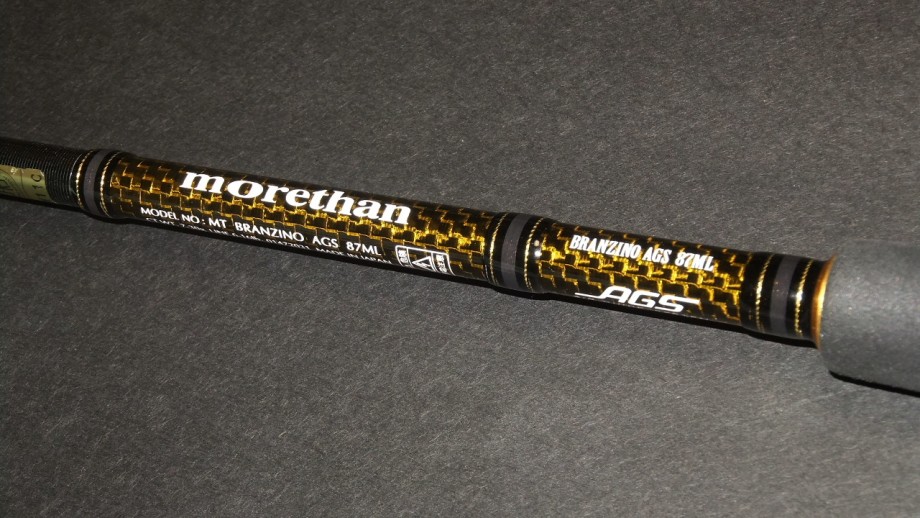 morethan
MODEL NO: MT BRANZINO AGS 87ML
MADE IN JAPAN
BRANZINO AGS 87ML
AGS